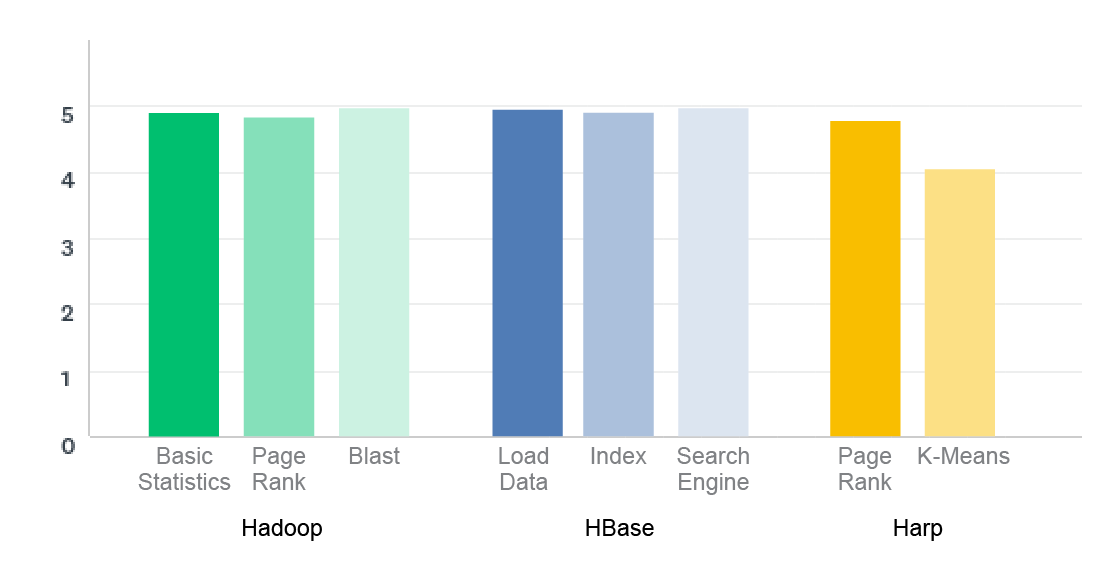 5
4
3
2
1
0
Basic Statistics
Page Rank
Blast
Load Data
Index
Search Engine
Page Rank
K-Means
Hadoop
HBase
Harp